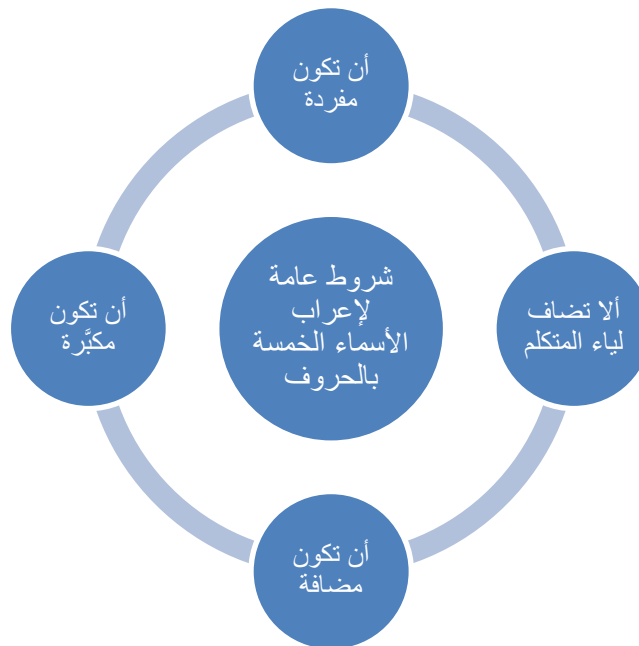 أن تكون
مفردة
شروط عامة
لإعراب
الأسماء الخمسة
بالحروف
ألا تضاف
لياء المتكلم
أن تكون
مكبَّرة
أن تكون
مضافة